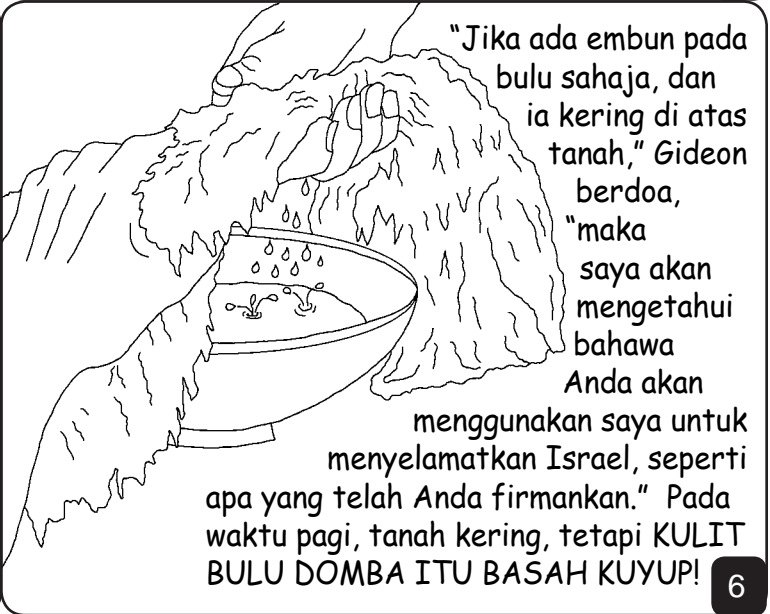 “Jika ada embun pada
bulu sahaja, dan
ia kering di atas
tanah,” Gideon
berdoa,
“maka
saya akan
mengetahui
bahawa
Anda akan
menggunakan saya untuk
menyelamatkan Israel, seperti
apa yang telah Anda firmankan.” Pada
waktu pagi, tanah kering, tetapi KULIT
BULU DOMBA ITU BASAH KUYUP!
6